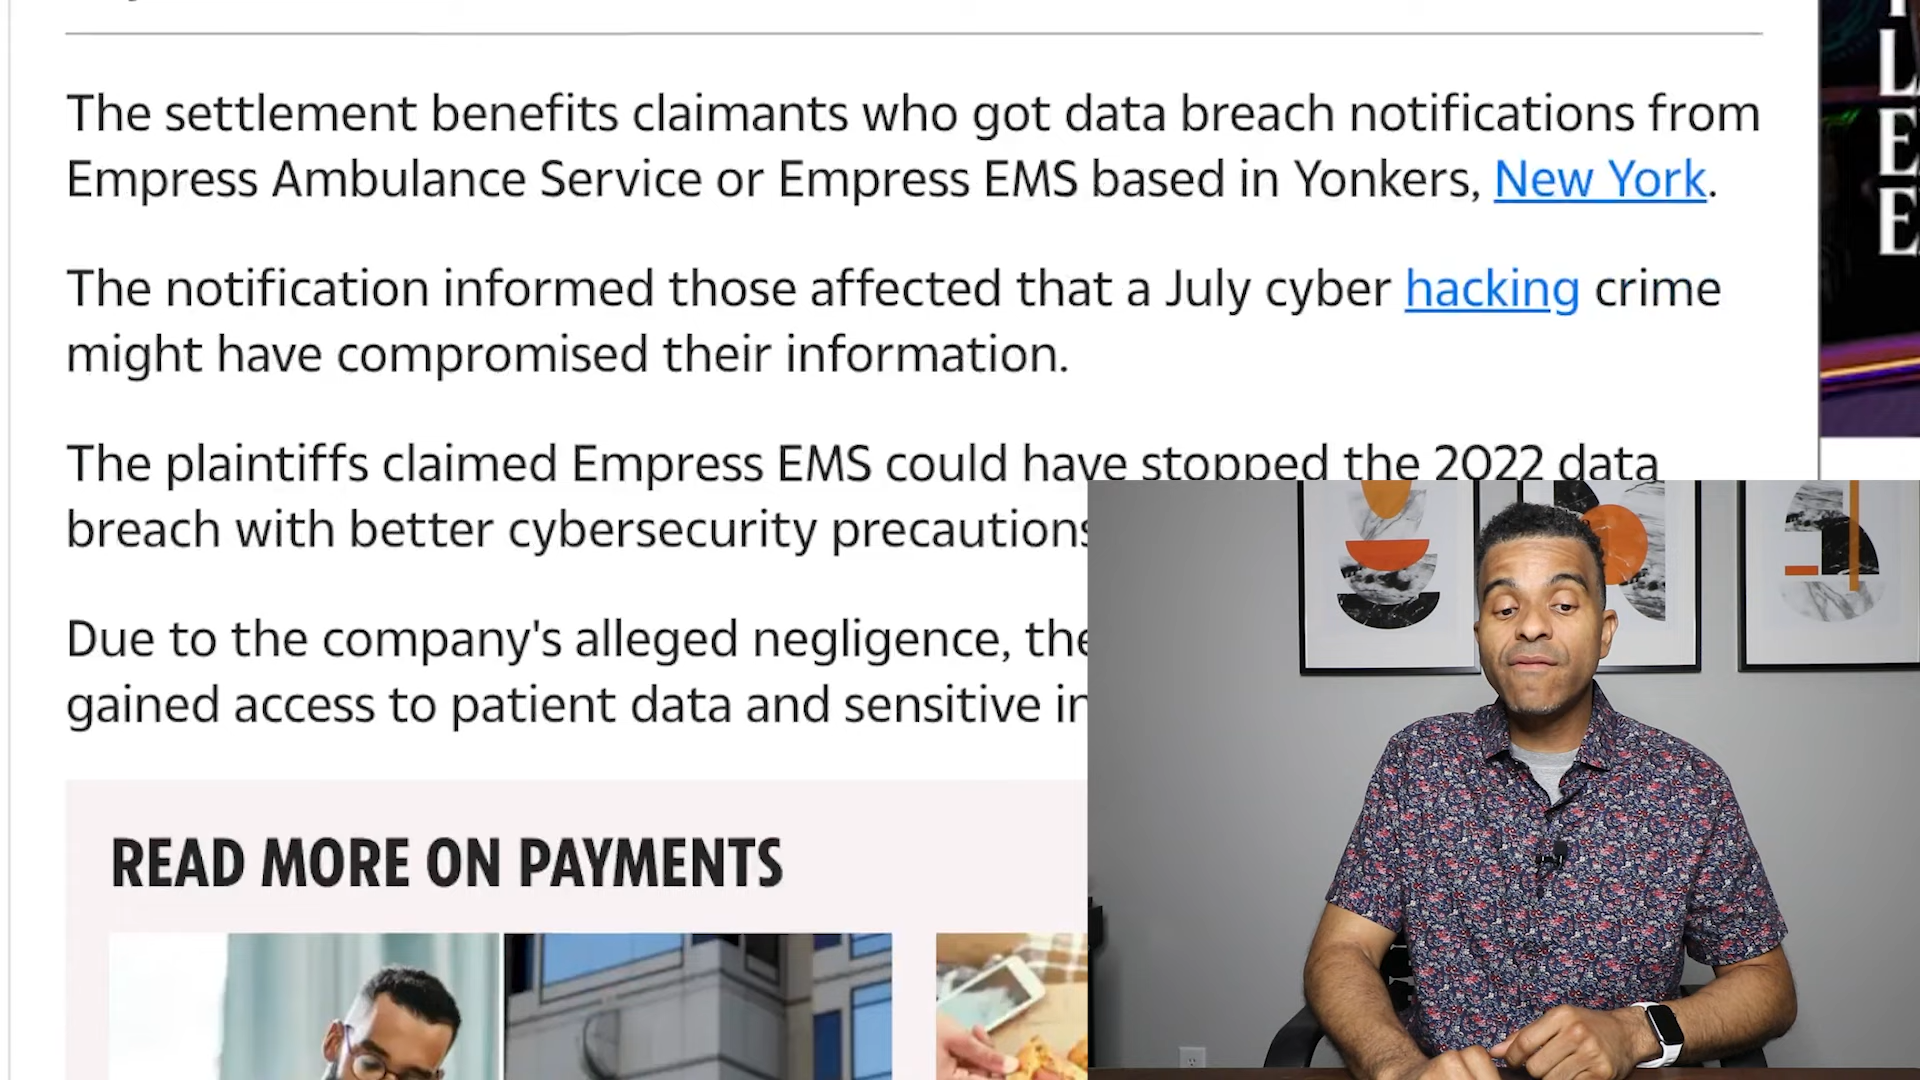 The settlement benefits claimants who got data breach notifications from
Empress Ambulance Service or Empress EMS based in Yonkers, New York.
The notification informed those affected that a July cyber hacking crime
might have compromised their information.
The plaintiffs claimed Empress EMS could have stopped the 2022 data
breach with better cybersecurity precautions
Due to the company's alleged negligence,
gained access to patient data and sensitive
READ MORE ON PAYMENTS
L
E
E